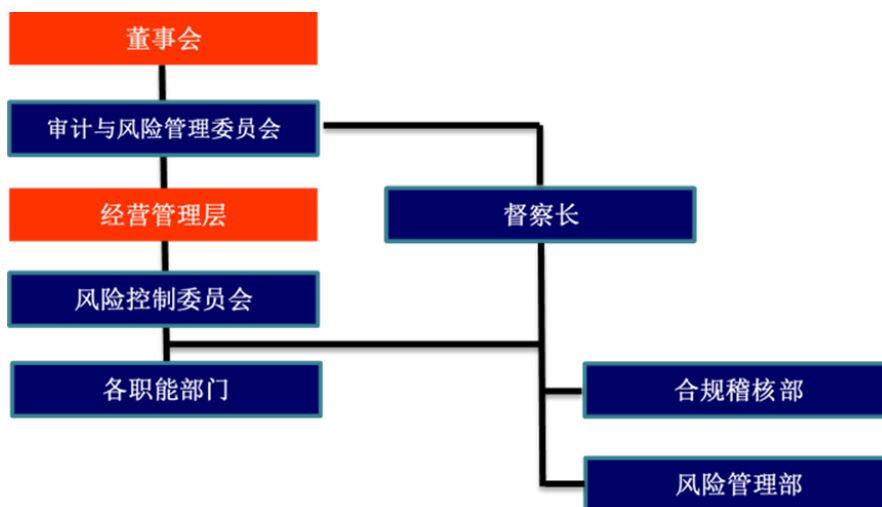 董事会
审计与风险管理委员会
经营管理层
督察长
风险控制委员会
各职能部门
合规稽核部
风险管理部